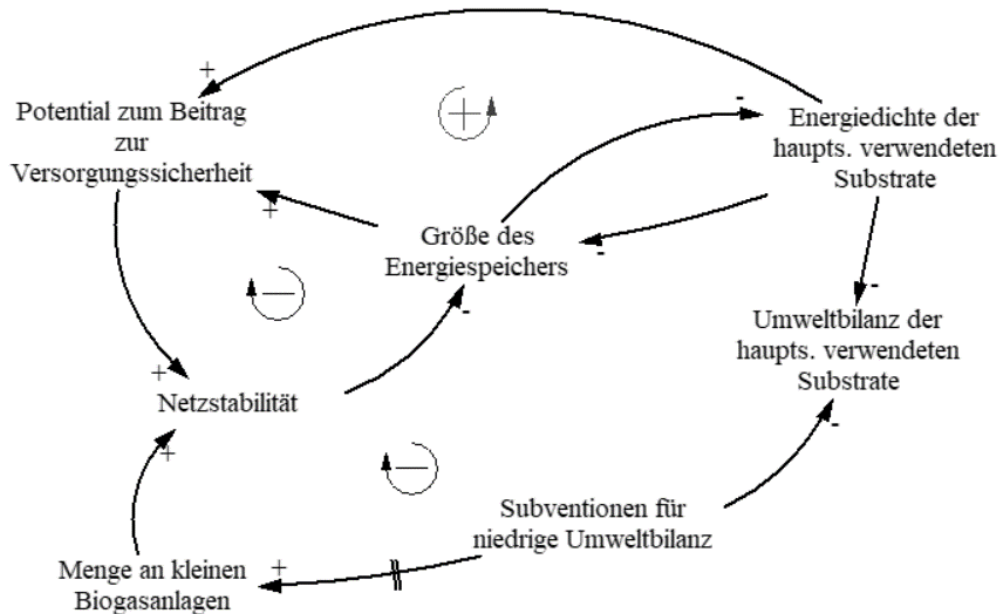 Potential zum Beitrag
zur
Versorgungssicherheit
+
-
Energiedichte der
haupts. verwendeten
Substrate
+
+
Größe des
Energiespeichers
-
-
-
Umweltbilanz der
haupts. verwendeten
Substrate
-
+
Netzstabilität
-
+
-
Subventionen für
niedrige Umweltbilanz
Menge an kleinen
Biogasanlagen
+